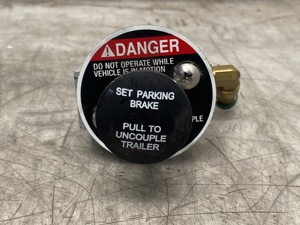 DANGER
DO NOT OPERATE WHILE
VEHICLE IS IN MOTION
SET PARKING
BRAKE
PULL TO
UNCOUPLE
TRAILER